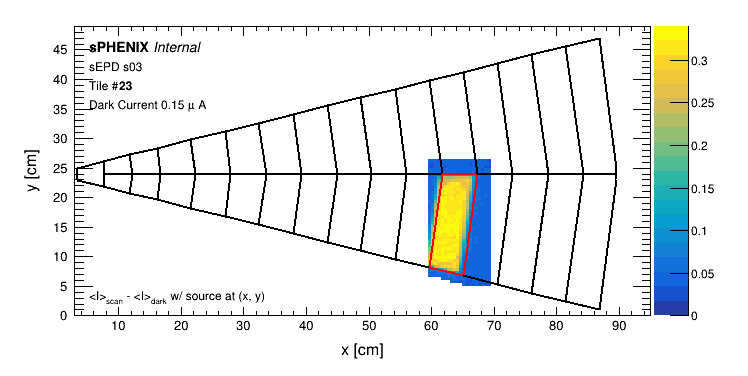 sPHENIX Internal
sEPD s03
Tile #23
Dark Current 0.15 μ A
<I>scan - <I>dark w/ source at (x, y)
y [cm]
45
40
35
30
25
20
15
10
5
0
10 20 30 40 50 60 70 80 90
x [cm]
0.3
0.25
0.2
0.15
0.1
0.05
0